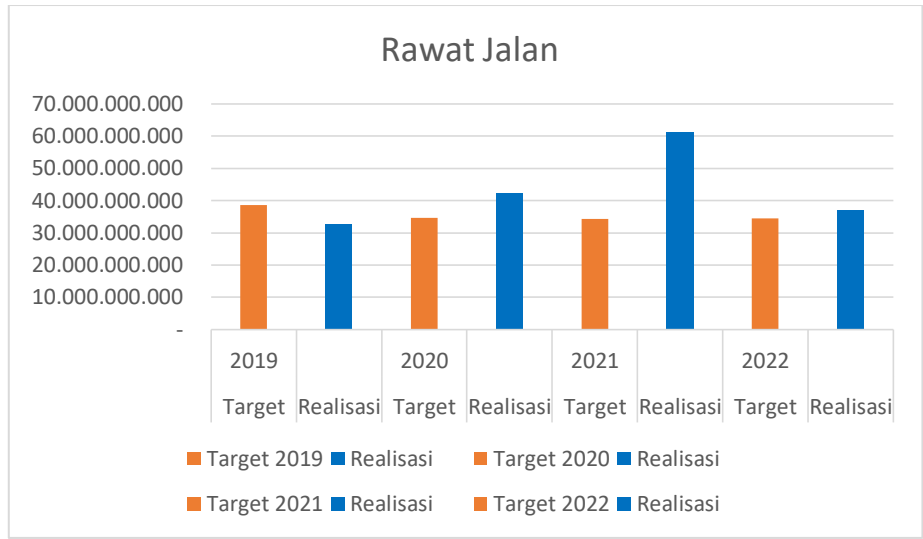 Rawat Jalan
70.000.000.000
60.000.000.000
50.000.000.000
40.000.000.000
30.000.000.000
20.000.000.000
10.000.000.000
-
2019 2020 2021 2022
Target Realisasi Target Realisasi Target Realisasi Target Realisasi
Target 2019 Realisasi Target 2020 Realisasi
Target 2021 Realisasi Target 2022 Realisasi